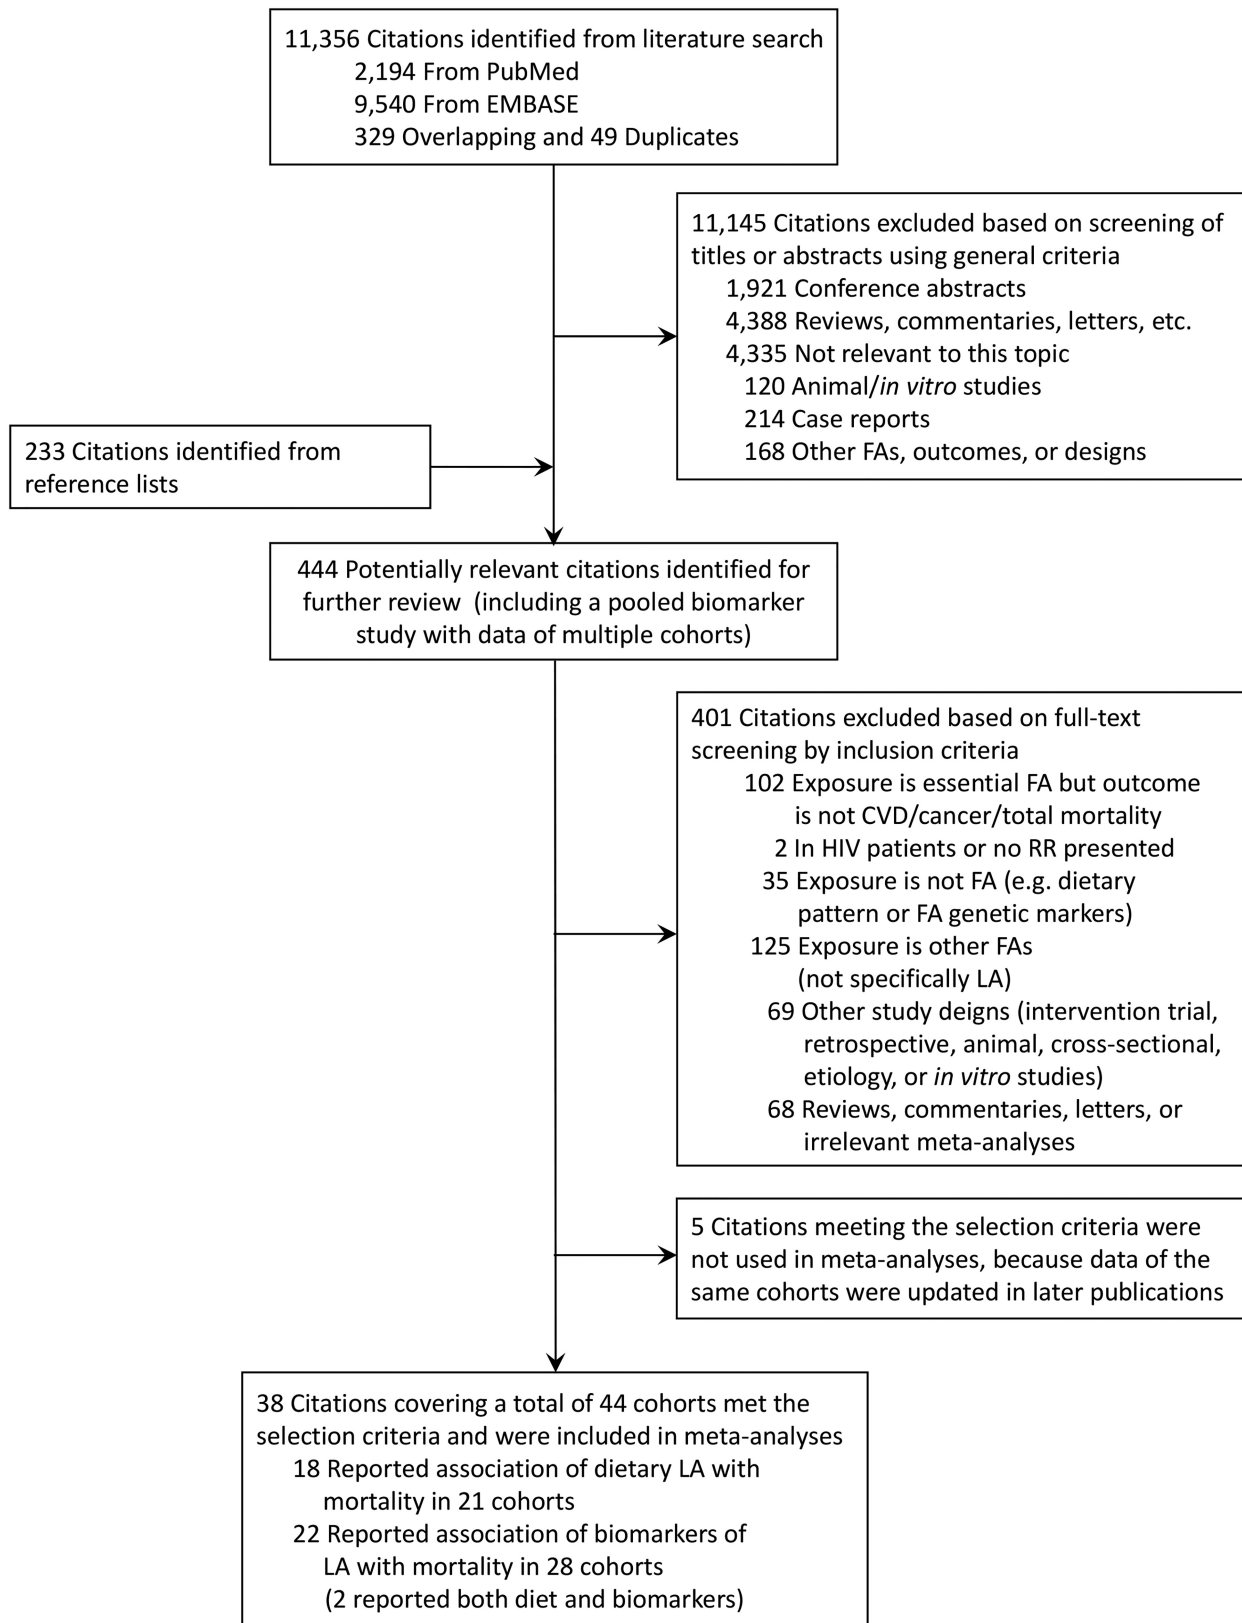 11,356 Citations identified from literature search
2,194 From PubMed
9,540 From EMBASE
329 Overlapping and 49 Duplicates
11,145 Citations excluded based on screening of
titles or abstracts using general criteria
1,921 Conference abstracts
4,388 Reviews, commentaries, letters, etc.
4,335 Not relevant to this topic
120 Animal/in vitro studies
214 Case reports
168 Other FAs, outcomes, or designs
233 Citations identified from
reference lists
444 Potentially relevant citations identified for
further review (including a pooled biomarker
study with data of multiple cohorts)
401 Citations excluded based on full-text
screening by inclusion criteria
102 Exposure is essential FA but outcome
is not CVD/cancer/total mortality
2 In HIV patients or no RR presented
35 Exposure is not FA (e.g. dietary
pattern or FA genetic markers)
125 Exposure is other FAs
(not specifically LA)
69 Other study deigns (intervention trial,
retrospective, animal, cross-sectional,
etiology, or in vitro studies)
68 Reviews, commentaries, letters, or
irrelevant meta-analyses
5 Citations meeting the selection criteria were
not used in meta-analyses, because data of the
same cohorts were updated in later publications
38 Citations covering a total of 44 cohorts met the
selection criteria and were included in meta-analyses
18 Reported association of dietary LA with
mortality in 21 cohorts
22 Reported association of biomarkers of
LA with mortality in 28 cohorts
(2 reported both diet and biomarkers)